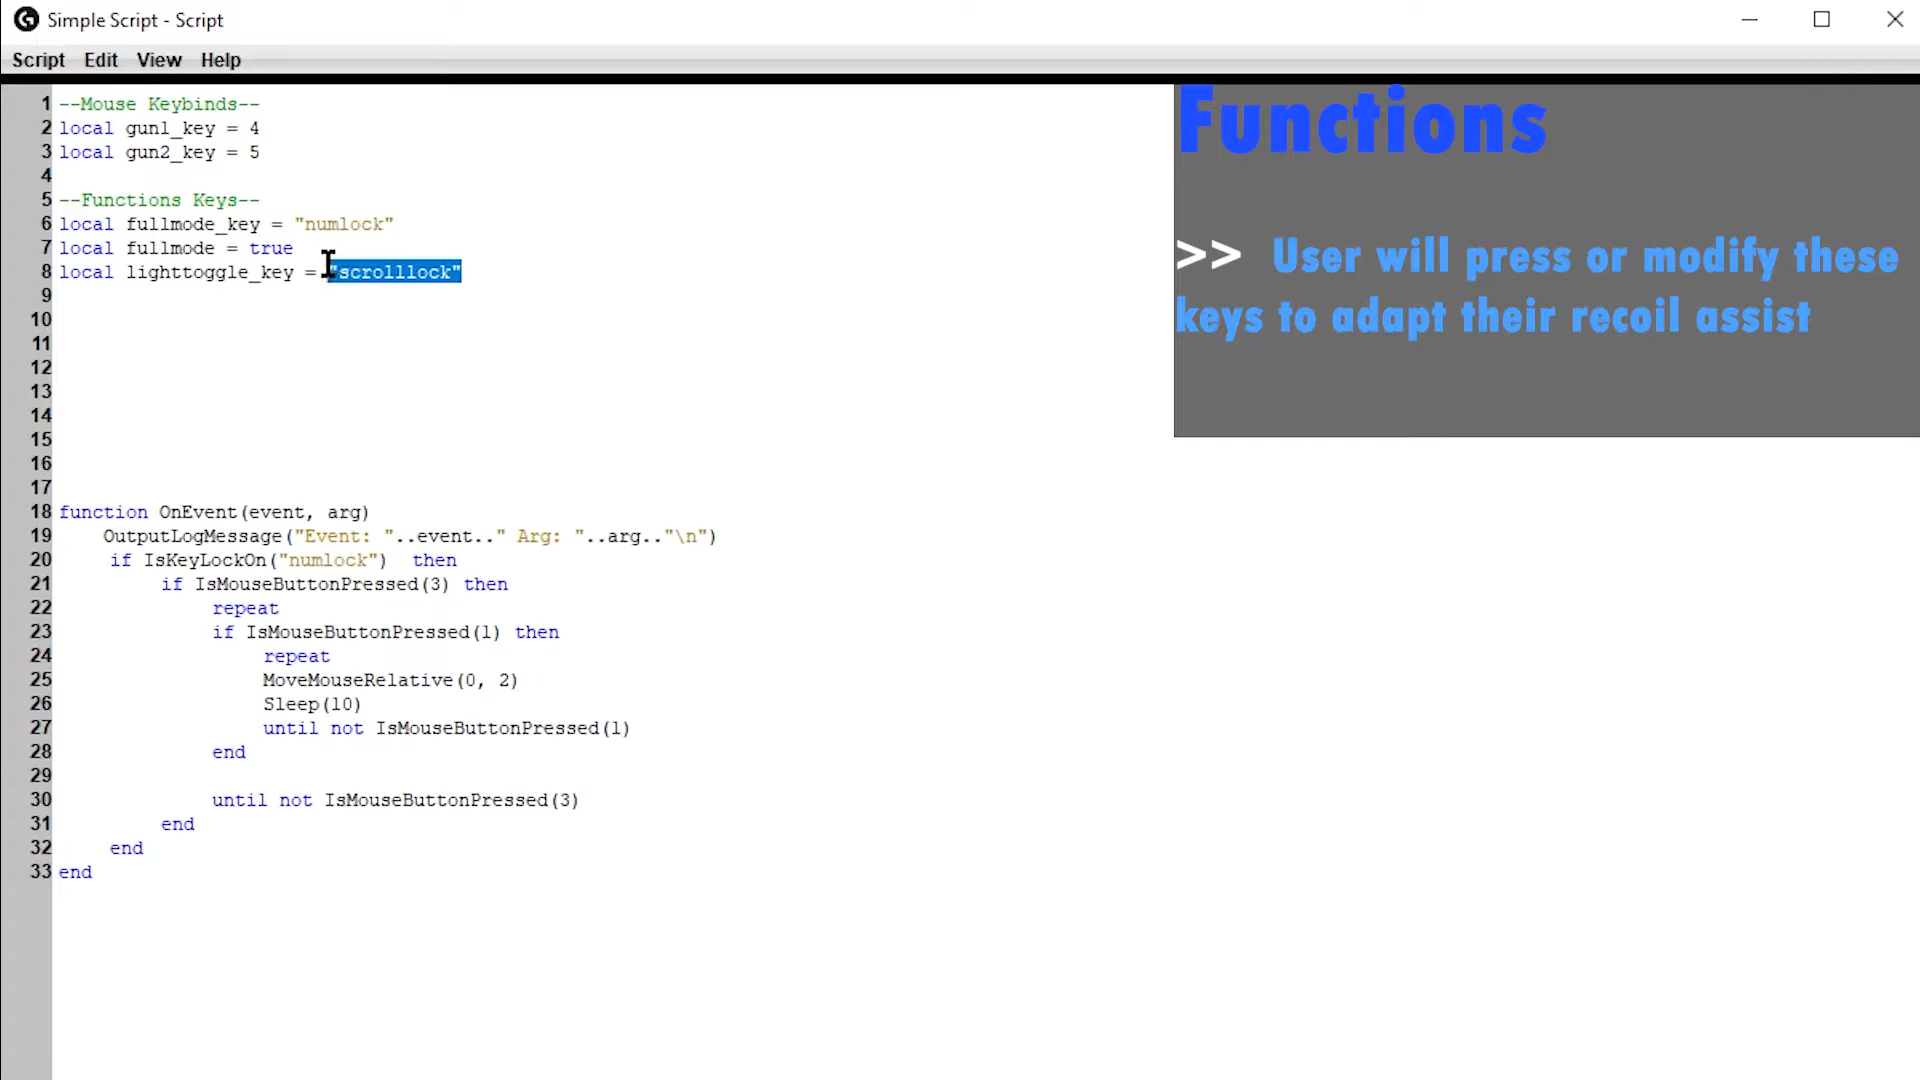 Simple Script - Script
Script Edit View Help
1 --Mouse Keybinds--
2 local gun1_key = 4
3 local gun2_key = 5
4
5 --Functions Keys--
6 local fullmode_key = "numlock"
7 local fullmode = true
8 local lighttoggle_key = "scrolllock"
9
10
11
12
13
14
15
16
17
18 function OnEvent(event, arg)
19 OutputLogMessage("Event: "..event.." Arg: "..arg.."\n")
20 if IsKeyLockOn("numlock") then
21 if IsMouseButtonPressed(3) then
22 repeat
23 if IsMouseButtonPressed(1) then
24 repeat
25 MoveMouseRelative(0, 2)
26 Sleep(10)
27 until not IsMouseButtonPressed(1)
28 end
29
30 until not IsMouseButtonPressed(3)
31 end
32 end
33 end
Functions
>> User will press or modify these
keys to adapt their recoil assist